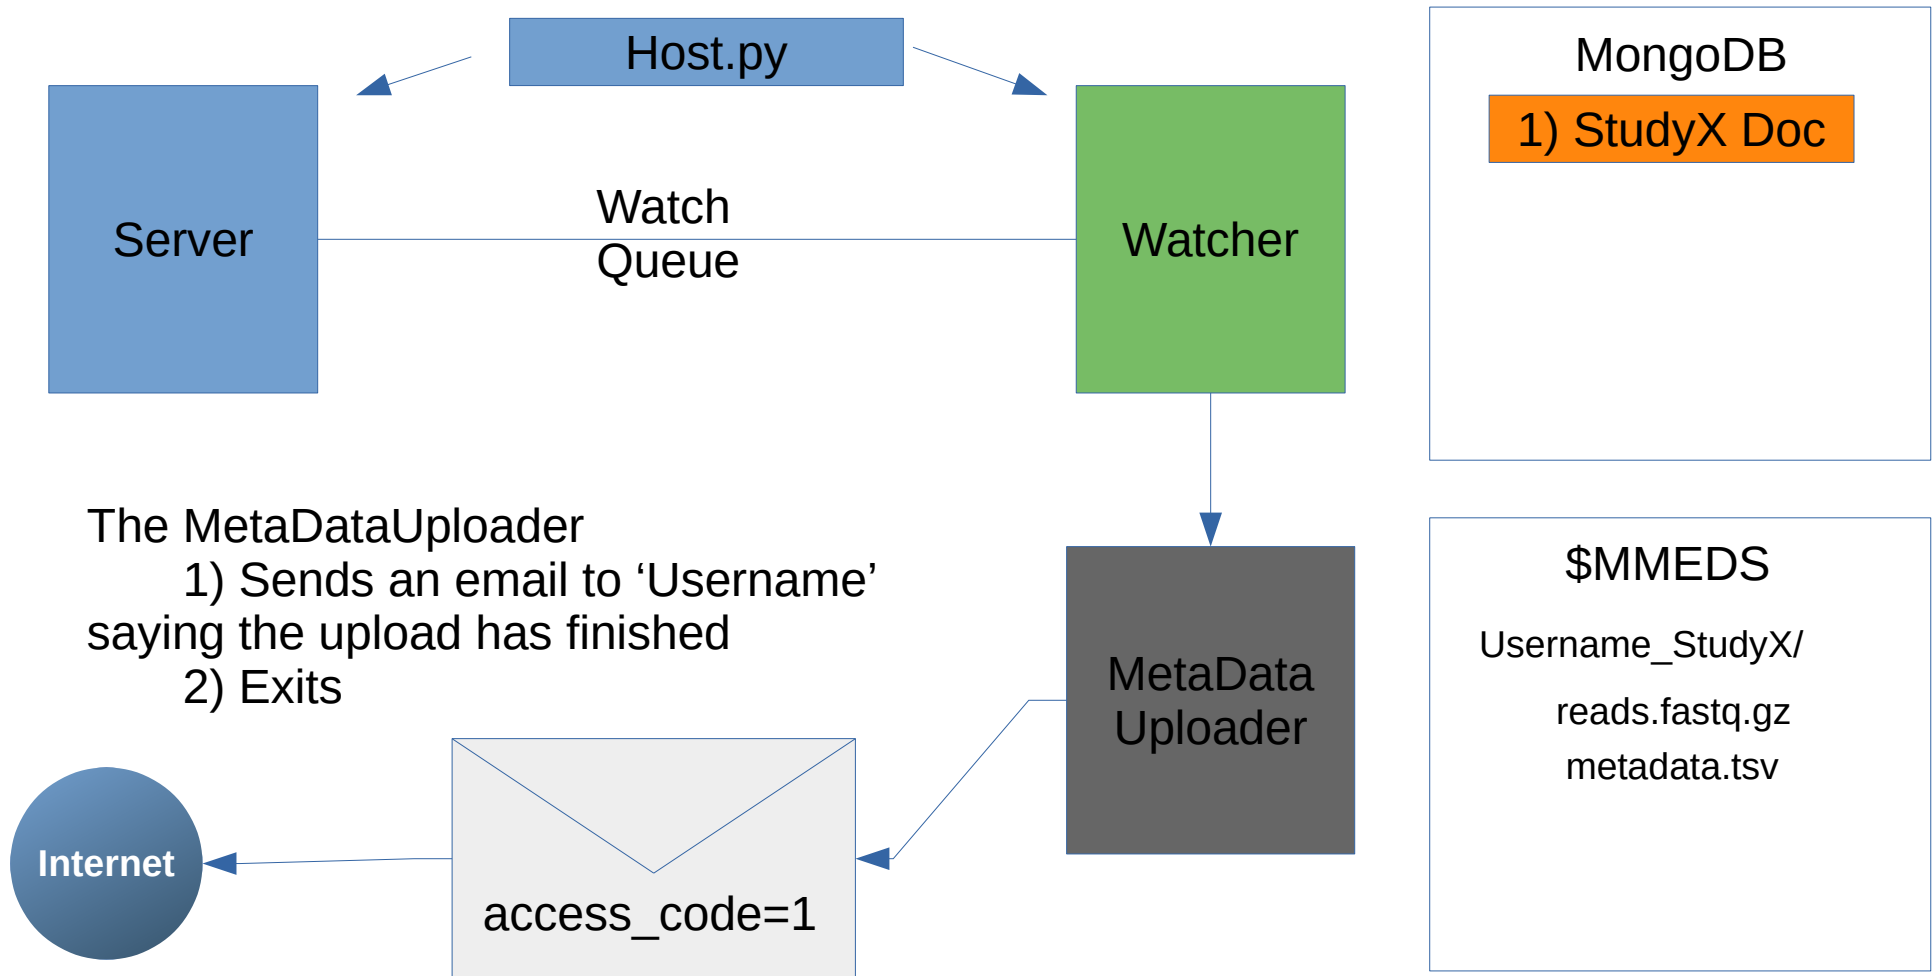 Host.py
MongoDB
1) StudyX Doc
Server
Watch
Queue
Watcher
The MetaDataUploader
1) Sends an email to ‘Username’
saying the upload has finished
2) Exits
MetaData
Uploader
$MMEDS
Username_StudyX/
reads.fastq.gz
metadata.tsv
Internet
access_code=1